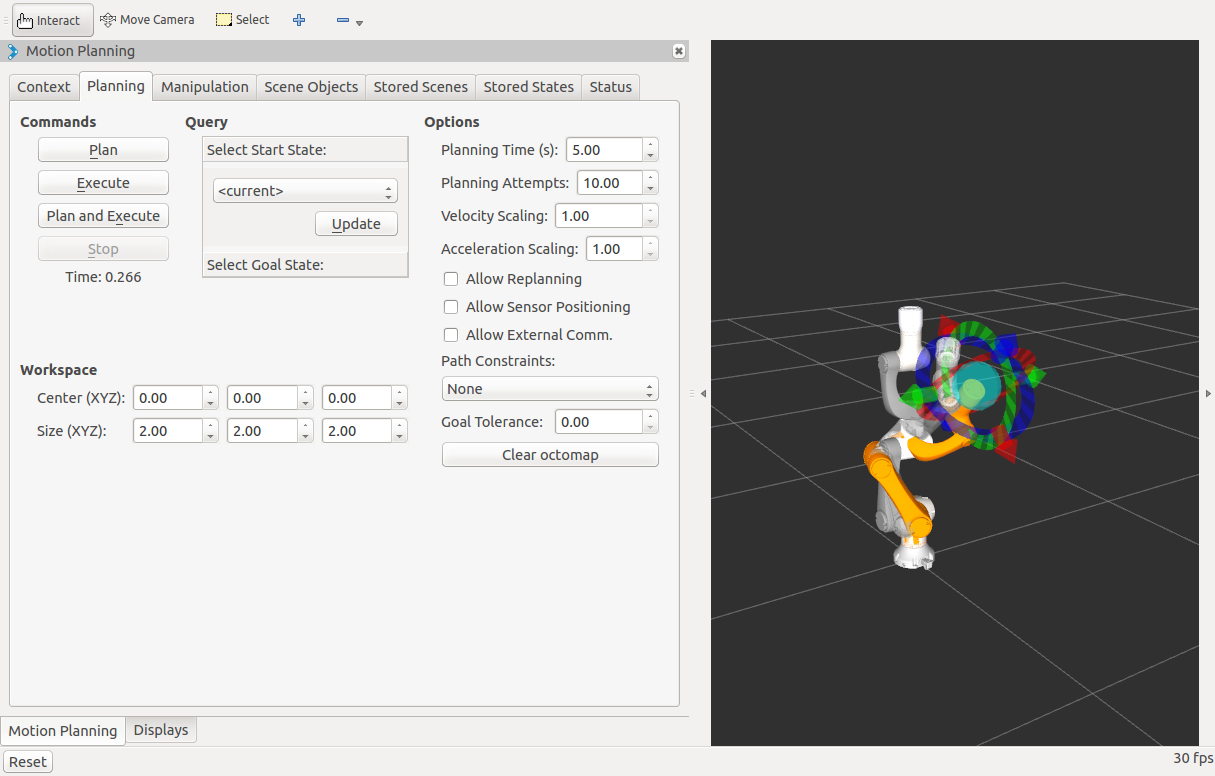 Interact Move Camera Select
Motion Planning
Context Planning Manipulation Scene Objects Stored Scenes Stored States Status
Commands
Plan
Execute
Plan and Execute
Stop
Time: 0.266
Query
Select Start State:
<current>
Update
Select Goal State:
Options
Planning Time (s): 5.00
Planning Attempts: 10.00
Velocity Scaling: 1.00
Acceleration Scaling: 1.00
Allow Replanning
Allow Sensor Positioning
Allow External Comm.
Path Constraints:
None
Goal Tolerance: 0.00
Clear octomap
Workspace
Center (XYZ): 0.00 0.00 0.00
Size (XYZ): 2.00 2.00 2.00
Motion Planning Displays
Reset
30 fps